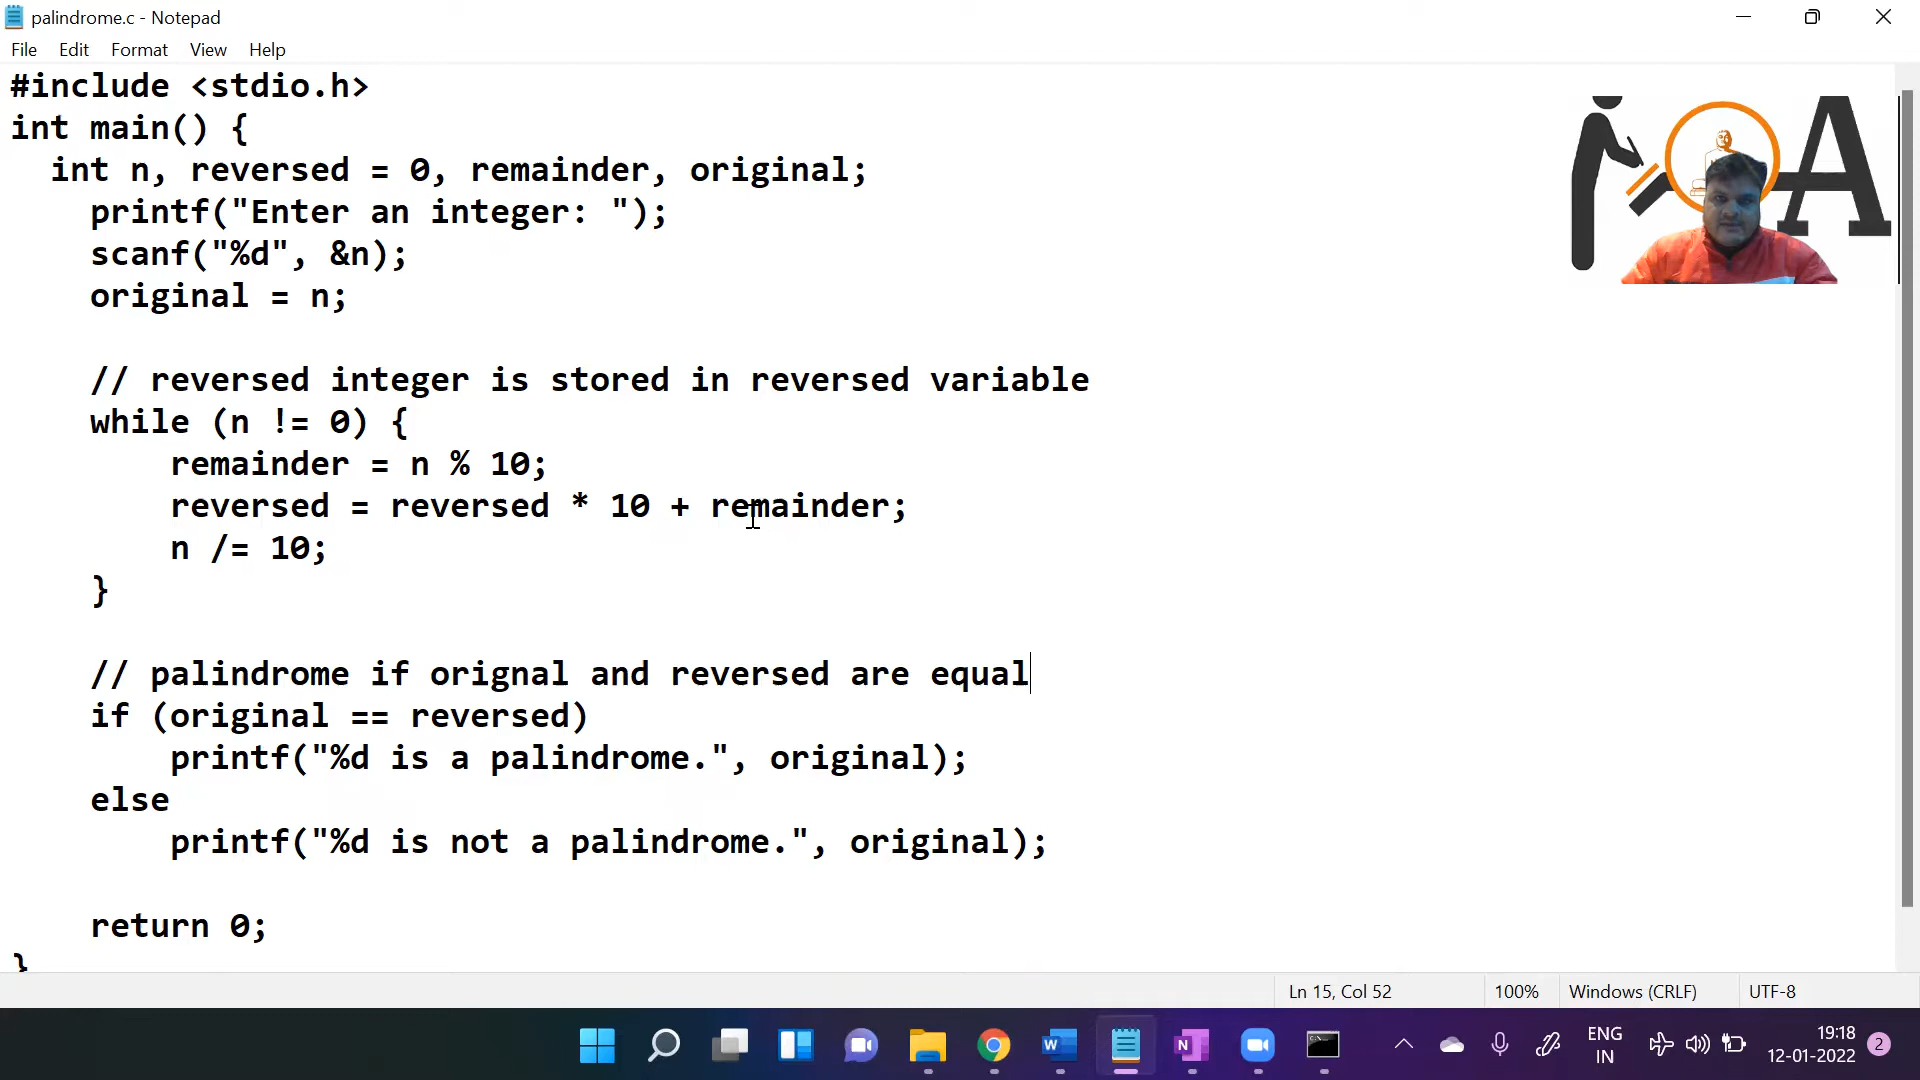 palindrome.c - Notepad
File Edit Format View Help
#include <stdio.h>
int main() {
  int n, reversed = 0, remainder, original;
    printf("Enter an integer: ");
    scanf("%d", &n);
    original = n;
    // reversed integer is stored in reversed variable
    while (n != 0) {
        remainder = n % 10;
        reversed = reversed * 10 + remainder;
        n /= 10;
    }
    // palindrome if orignal and reversed are equal
    if (original == reversed)
        printf("%d is a palindrome.", original);
    else
        printf("%d is not a palindrome.", original);
    return 0;
}
A
Ln 15, Col 52 100% Windows (CRLF) UTF-8
W N
ENG
IN
19:18
12-01-2022
2